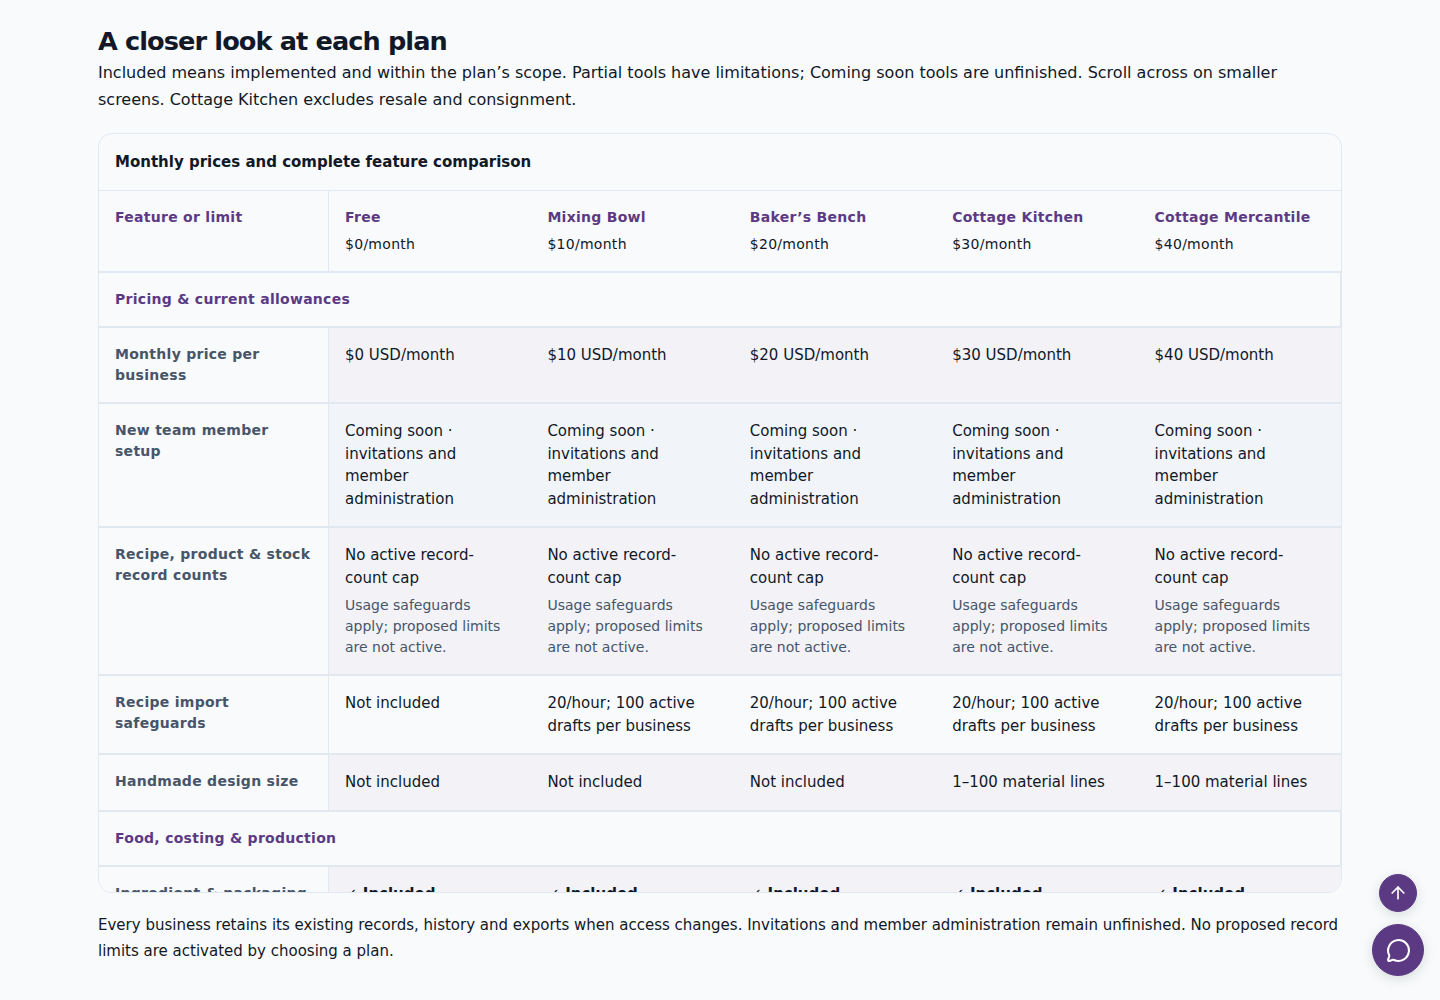 A closer look at each plan
Included means implemented and within the plan’s scope. Partial tools have limitations; Coming soon tools are unfinished. Scroll across on smaller
screens. Cottage Kitchen excludes resale and consignment.
Monthly prices and complete feature comparison
Feature or limit
Free
$0/month
Mixing Bowl
$10/month
Baker’s Bench
$20/month
Cottage Kitchen
$30/month
Cottage Mercantile
$40/month
Pricing & current allowances
Monthly price per
business
$0 USD/month
$10 USD/month
$20 USD/month
$30 USD/month
$40 USD/month
New team member
setup
Coming soon ·
invitations and
member
administration
Coming soon ·
invitations and
member
administration
Coming soon ·
invitations and
member
administration
Coming soon ·
invitations and
member
administration
Coming soon ·
invitations and
member
administration
Recipe, product & stock
record counts
No active record-
count cap
Usage safeguards
apply; proposed limits
are not active.
No active record-
count cap
Usage safeguards
apply; proposed limits
are not active.
No active record-
count cap
Usage safeguards
apply; proposed limits
are not active.
No active record-
count cap
Usage safeguards
apply; proposed limits
are not active.
No active record-
count cap
Usage safeguards
apply; proposed limits
are not active.
Recipe import
safeguards
Not included
20/hour; 100 active
drafts per business
20/hour; 100 active
drafts per business
20/hour; 100 active
drafts per business
20/hour; 100 active
drafts per business
Handmade design size
Not included
Not included
Not included
1–100 material lines
1–100 material lines
Food, costing & production
Ingredient & packaging
✓ Included
✓ Included
✓ Included
✓ Included
✓ Included
Every business retains its existing records, history and exports when access changes. Invitations and member administration remain unfinished. No proposed record
limits are activated by choosing a plan.